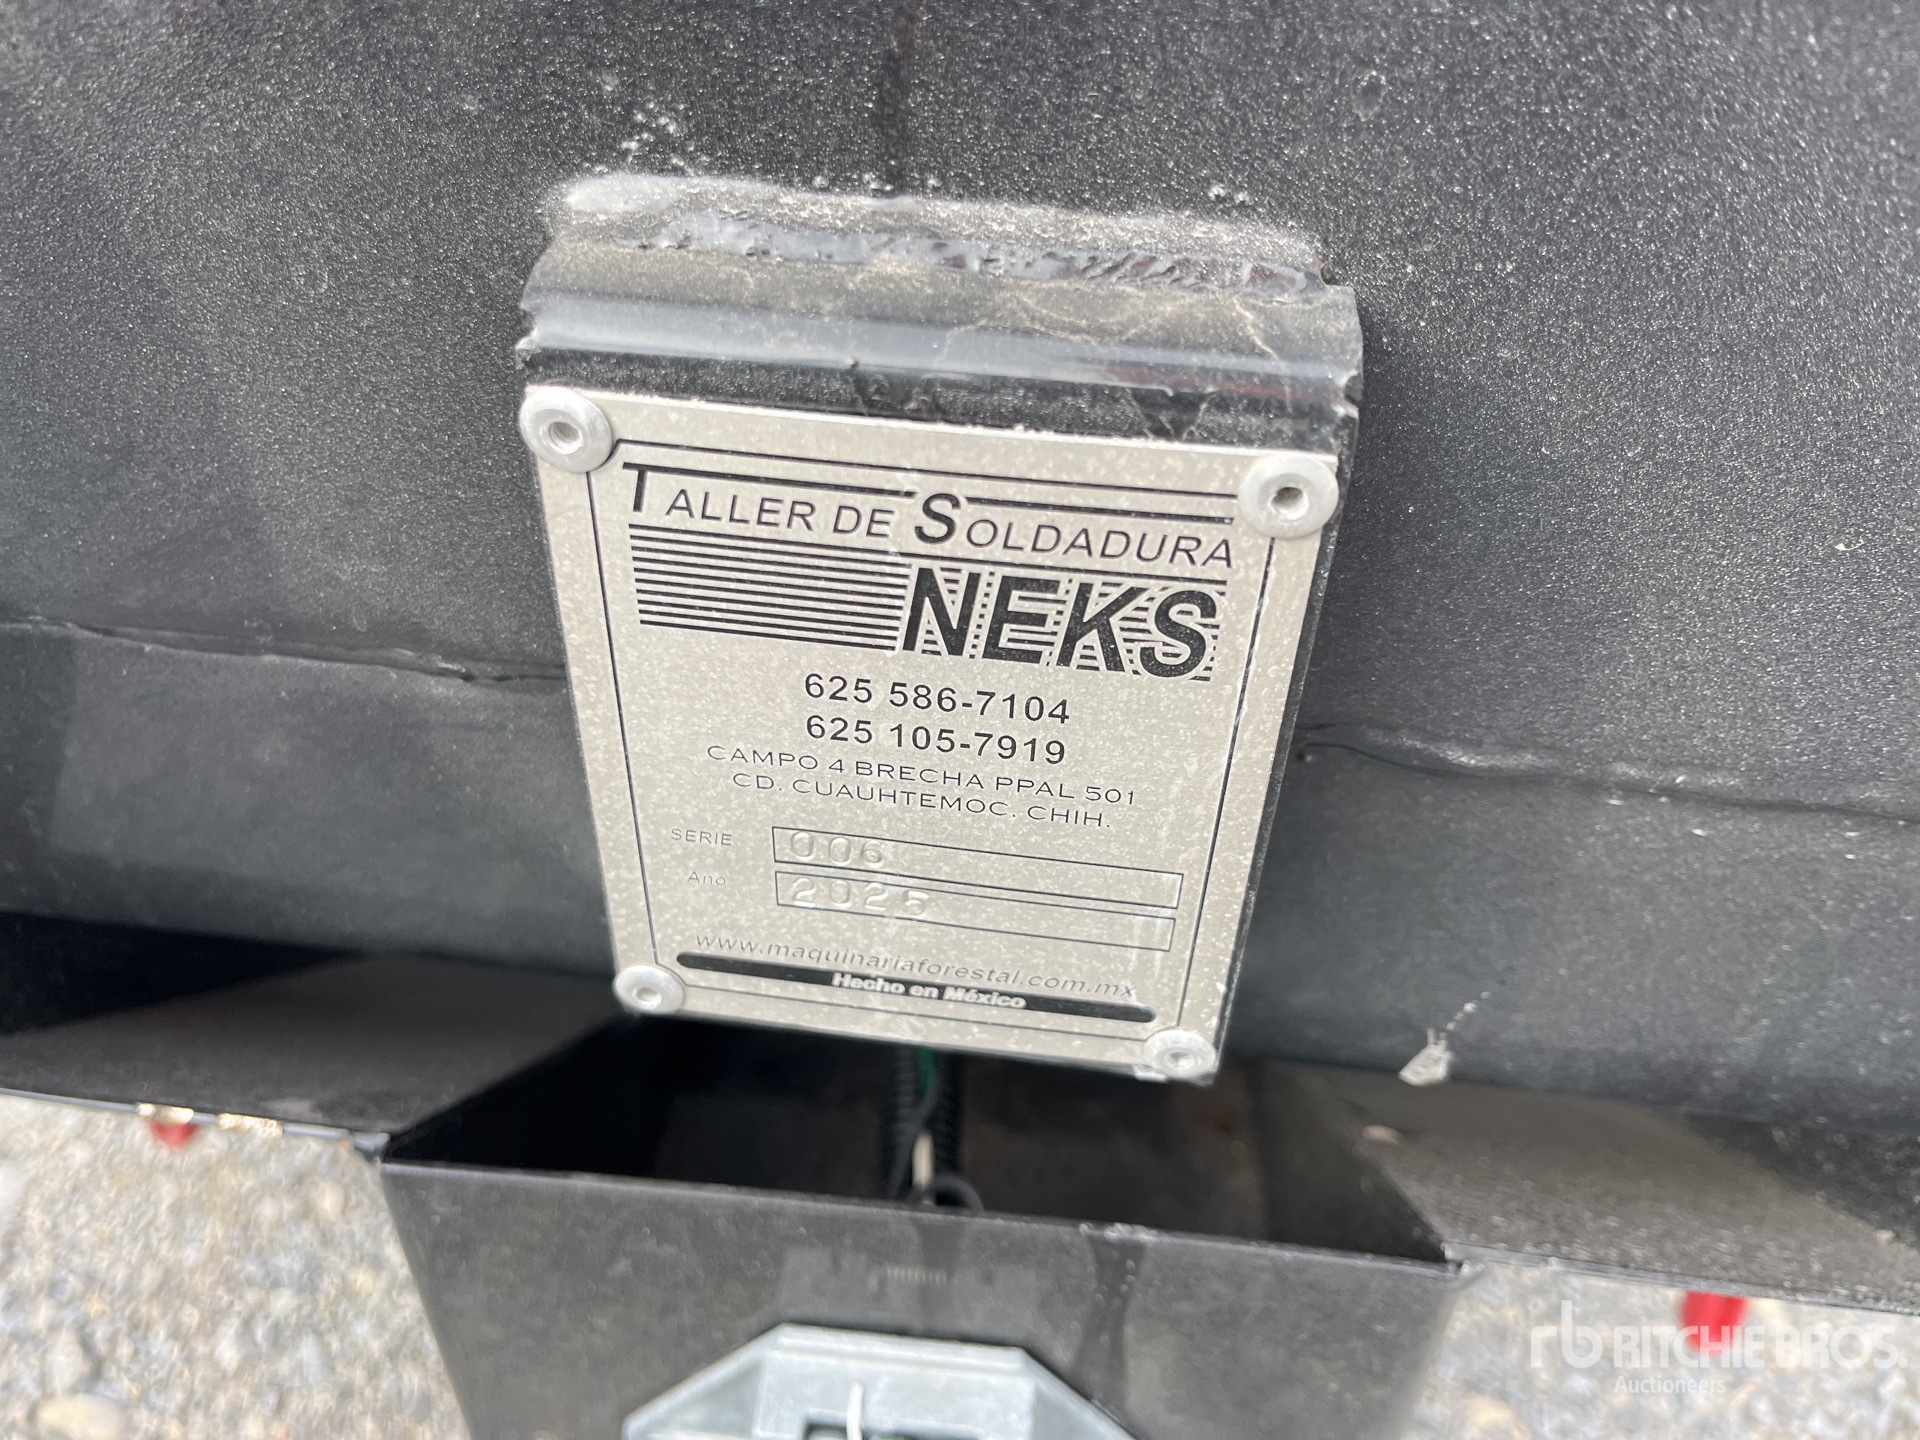 TALLER DE SOLDADURA
NEKS
625 586-7104
625 105-7919
CAMPO 4 BRECHA PPAL 501
CD. CUAUHTEMOC. CHIH.
SERIE 006
Ano 2025
www.maquinariaforestal.com.mx
Hecho en México
rb RITCHIE BROS.
Auctioneers